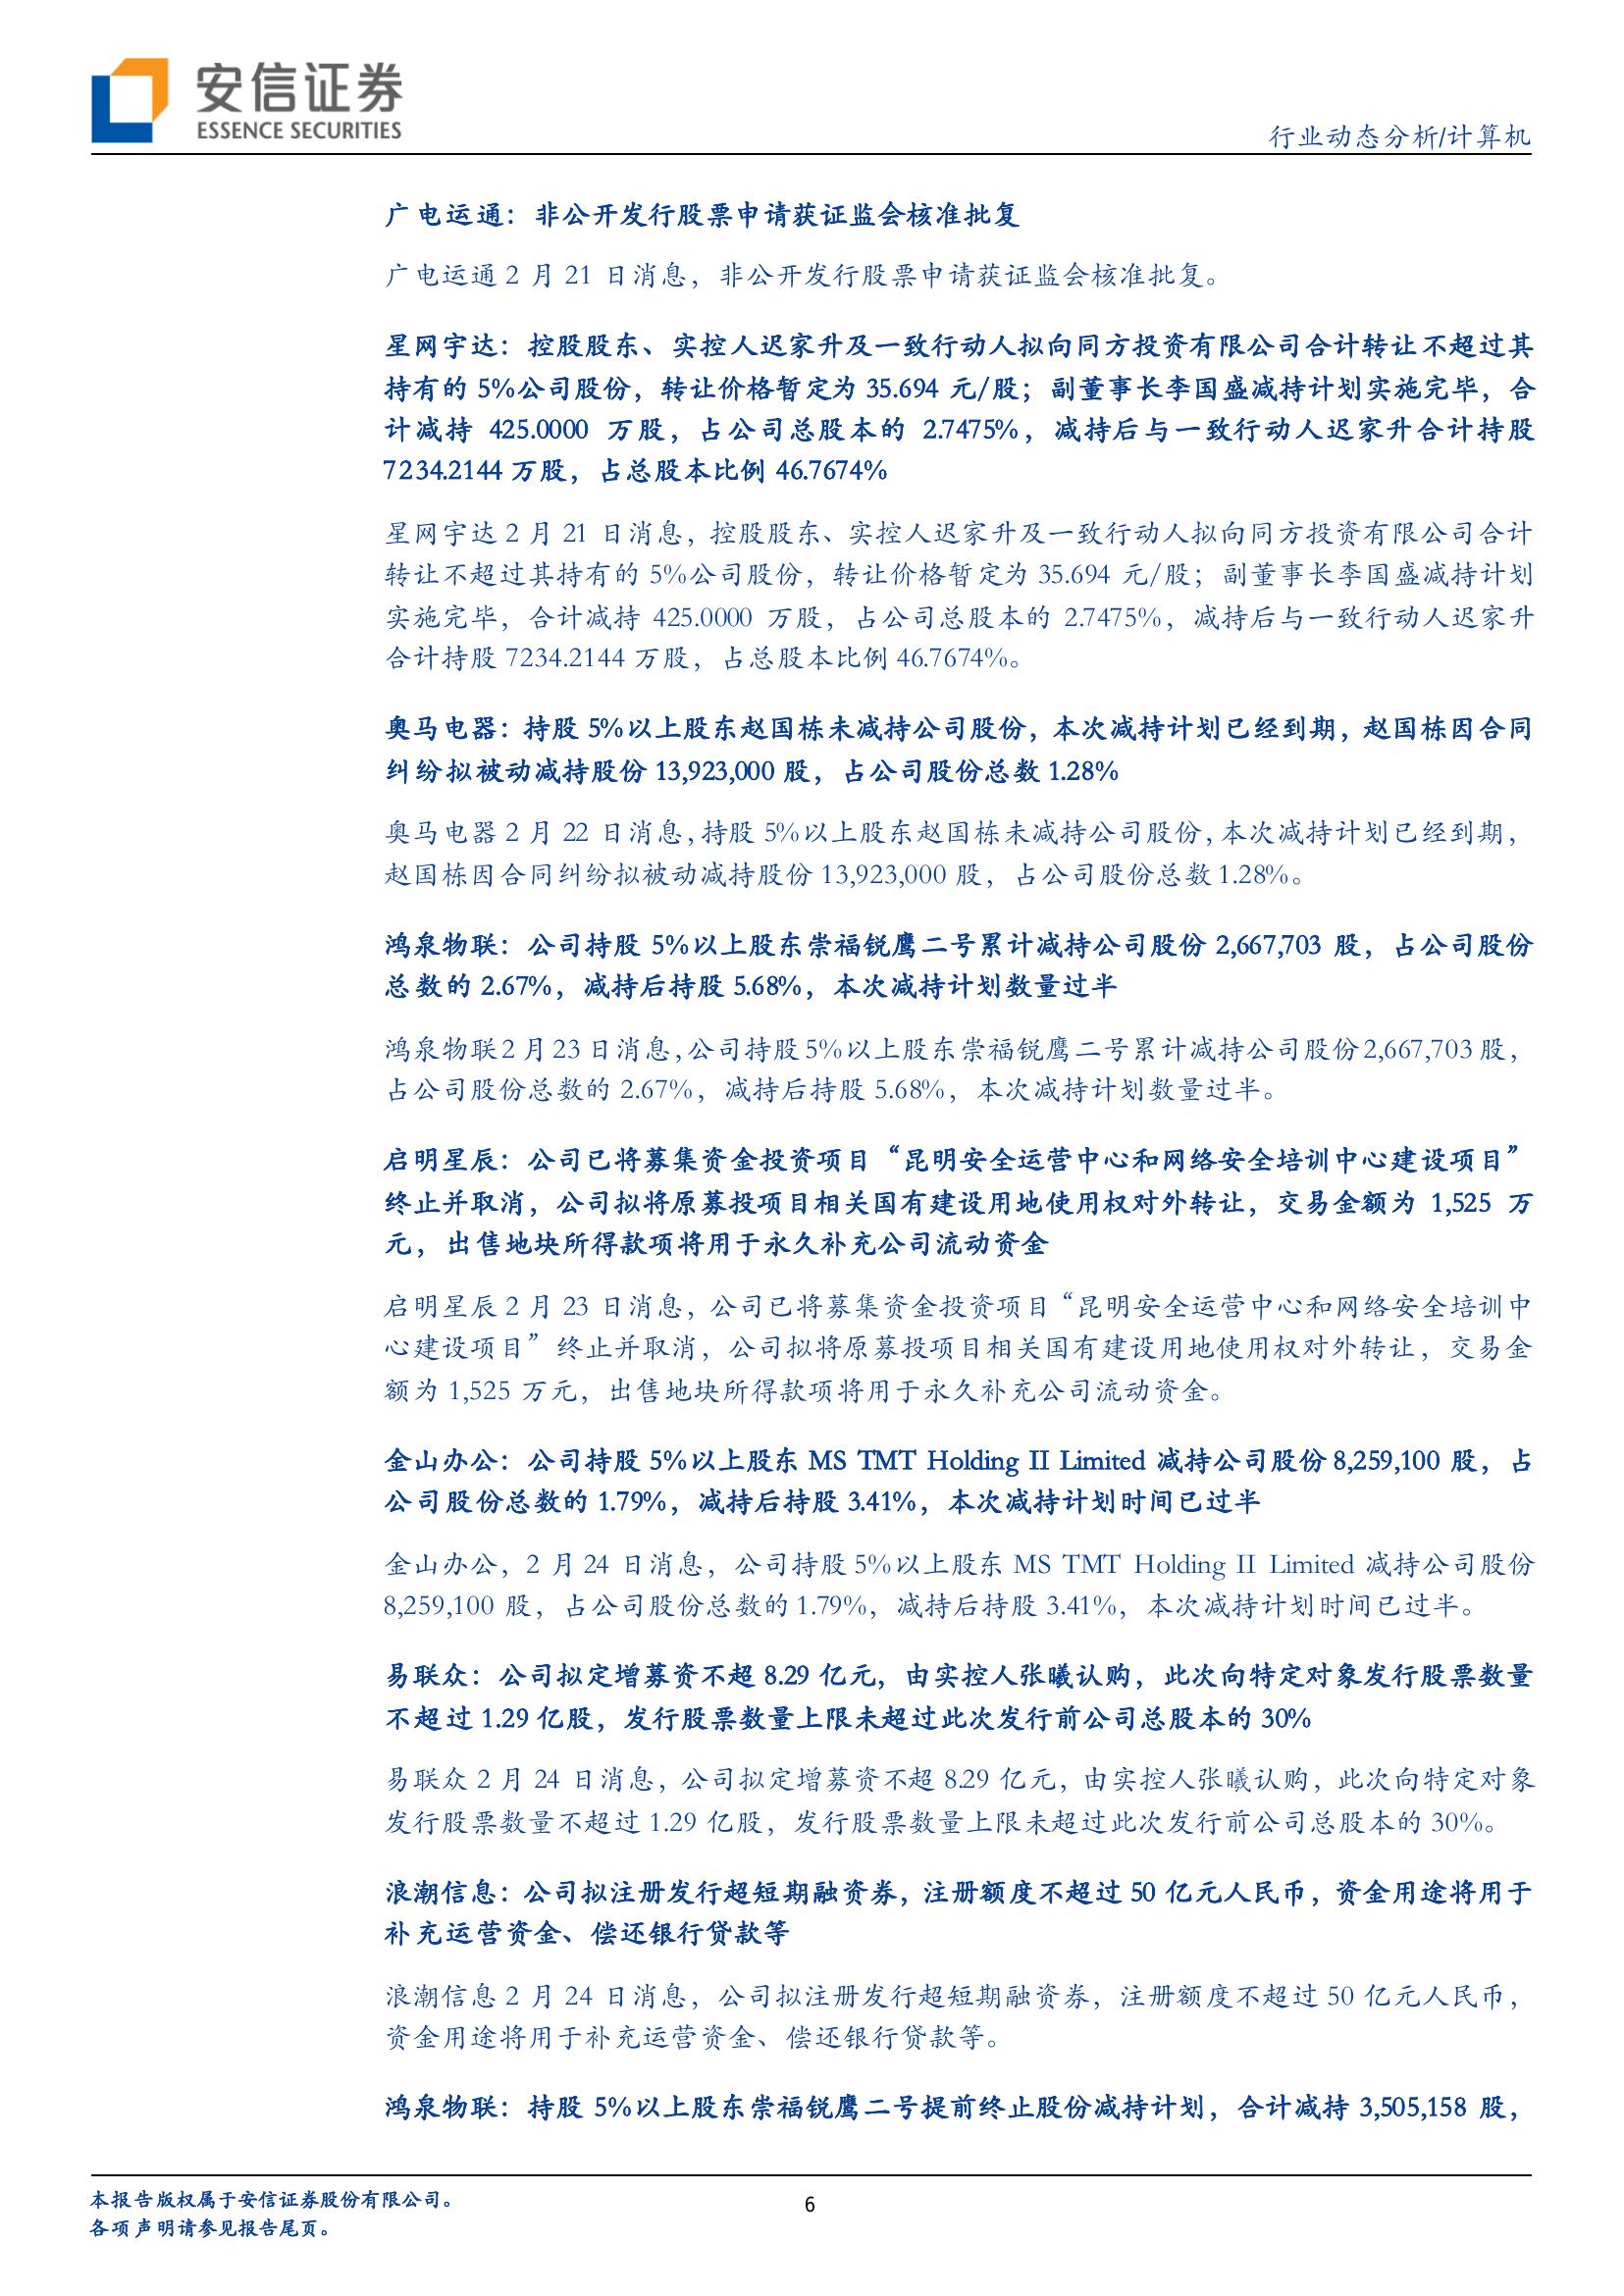 安信证券
ESSENCE SECURITIES
行业动态分析/计算机
广电运通：非公开发行股票申请获证监会核准批复
广电运通 2 月 21 日消息，非公开发行股票申请获证监会核准批复。
星网宇达：控股股东、实控人迟家升及一致行动人拟向同方投资有限公司合计转让不超过其
持有的 5%公司股份，转让价格暂定为 35.694 元/股；副董事长李国盛减持计划实施完毕，合
计减持 425.0000 万股，占公司总股本的 2.7475%，减持后与一致行动人迟家升合计持股
7234.2144 万股，占总股本比例 46.7674%
星网宇达 2 月 21 日消息，控股股东、实控人迟家升及一致行动人拟向同方投资有限公司合计
转让不超过其持有的 5%公司股份，转让价格暂定为 35.694 元/股；副董事长李国盛减持计划
实施完毕，合计减持 425.0000 万股，占公司总股本的 2.7475%，减持后与一致行动人迟家升
合计持股 7234.2144 万股，占总股本比例 46.7674%。
奥马电器：持股 5%以上股东赵国栋未减持公司股份，本次减持计划已经到期，赵国栋因合同
纠纷拟被动减持股份 13,923,000 股，占公司股份总数 1.28%
奥马电器 2 月 22 日消息，持股 5%以上股东赵国栋未减持公司股份，本次减持计划已经到期，
赵国栋因合同纠纷拟被动减持股份 13,923,000 股，占公司股份总数 1.28%。
鸿泉物联：公司持股 5%以上股东崇福锐鹰二号累计减持公司股份 2,667,703 股，占公司股份
总数的 2.67%，减持后持股 5.68%，本次减持计划数量过半
鸿泉物联 2 月 23 日消息，公司持股 5%以上股东崇福锐鹰二号累计减持公司股份 2,667,703 股，
占公司股份总数的 2.67%，减持后持股 5.68%，本次减持计划数量过半。
启明星辰：公司已将募集资金投资项目“昆明安全运营中心和网络安全培训中心建设项目”
终止并取消，公司拟将原募投项目相关国有建设用地使用权对外转让，交易金额为 1,525 万
元，出售地块所得款项将用于永久补充公司流动资金
启明星辰 2 月 23 日消息，公司已将募集资金投资项目“昆明安全运营中心和网络安全培训中
心建设项目”终止并取消，公司拟将原募投项目相关国有建设用地使用权对外转让，交易金
额为 1,525 万元，出售地块所得款项将用于永久补充公司流动资金。
金山办公：公司持股 5%以上股东 MS TMT Holding II Limited 减持公司股份 8,259,100 股，占
公司股份总数的 1.79%，减持后持股 3.41%，本次减持计划时间已过半
金山办公，2 月 24 日消息，公司持股 5%以上股东 MS TMT Holding II Limited 减持公司股份
8,259,100 股，占公司股份总数的 1.79%，减持后持股 3.41%，本次减持计划时间已过半。
易联众：公司拟定增募资不超 8.29 亿元，由实控人张曦认购，此次向特定对象发行股票数量
不超过 1.29 亿股，发行股票数量上限未超过此次发行前公司总股本的 30%
易联众 2 月 24 日消息，公司拟定增募资不超 8.29 亿元，由实控人张曦认购，此次向特定对象
发行股票数量不超过 1.29 亿股，发行股票数量上限未超过此次发行前公司总股本的 30%。
浪潮信息：公司拟注册发行超短期融资券，注册额度不超过 50 亿元人民币，资金用途将用于
补充运营资金、偿还银行贷款等
浪潮信息 2 月 24 日消息，公司拟注册发行超短期融资券，注册额度不超过 50 亿元人民币，
资金用途将用于补充运营资金、偿还银行贷款等。
鸿泉物联：持股 5%以上股东崇福锐鹰二号提前终止股份减持计划，合计减持 3,505,158 股，
本报告版权属于安信证券股份有限公司。
6
各项声明请参见报告尾页。